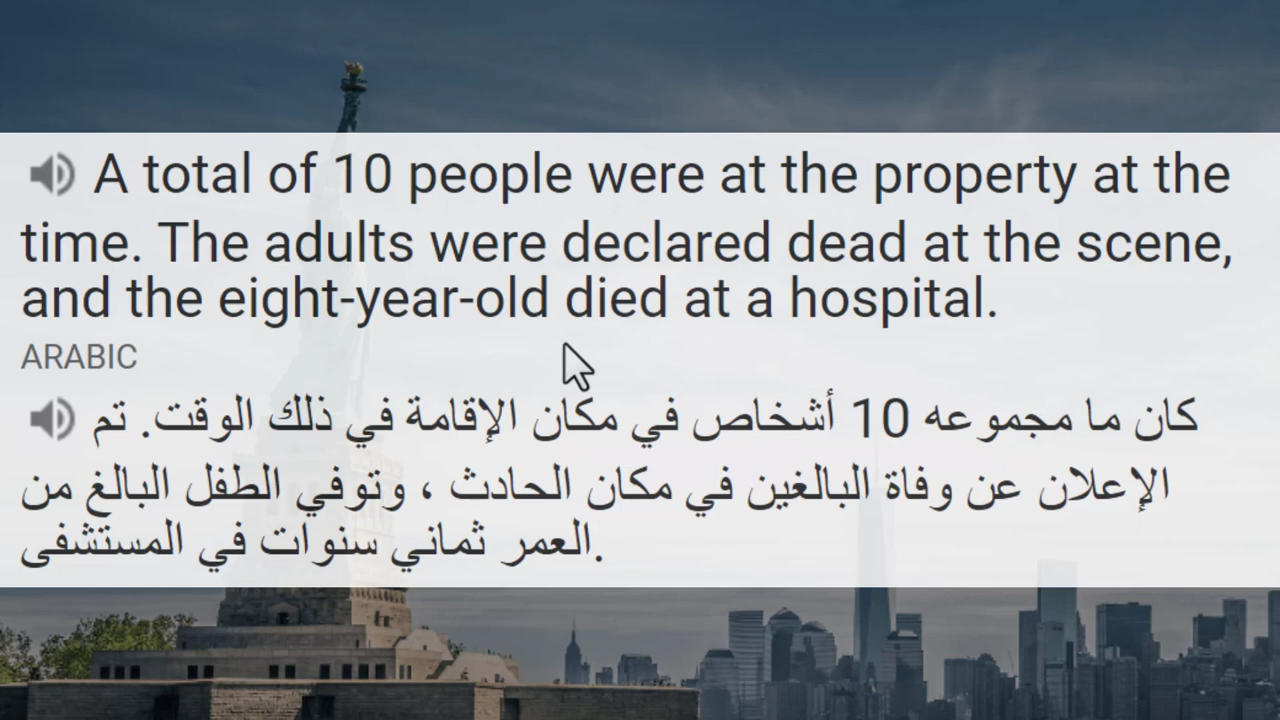 A total of 10 people were at the property at the
time. The adults were declared dead at the scene,
and the eight-year-old died at a hospital.
ARABIC
كان ما مجموعه 10 أشخاص في مكان الإقامة في ذلك الوقت. تم
الإعلان عن وفاة البالغين في مكان الحادث ، وتوفي الطفل البالغ من
العمر ثماني سنوات في المستشفى.